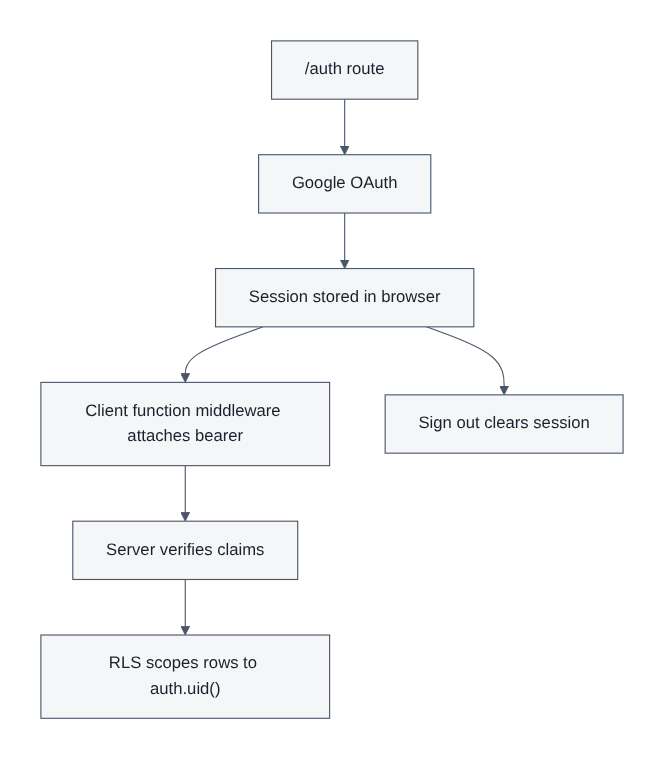 /auth route
Google OAuth
Session stored in browser
Client function middleware
attaches bearer
Sign out clears session
Server verifies claims
RLS scopes rows to
auth.uid()